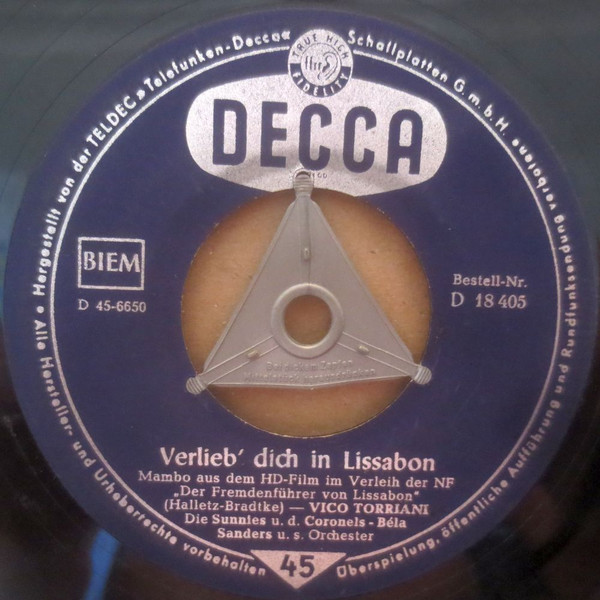 Alle Hersteller- und Urheberrechte vorbehalten • Hergestellt von der TELDEC »Telefunken-Decca« Schallplatten G.m.b.H.
Überspielung, öffentliche Aufführung und Rundfunksendung verboten
TRUE HIGH
ffrr
FIDELITY
DECCA
BIEM
D 45-6650
Bestell-Nr.
D 18 405
Verlieb' dich in Lissabon
Mambo aus dem HD-Film im Verleih der NF
„Der Fremdenführer von Lissabon“
(Halletz-Bradtke) — VICO TORRIANI
Die Sunnies u. d. Coronels - Béla
Sanders u. s. Orchester
45